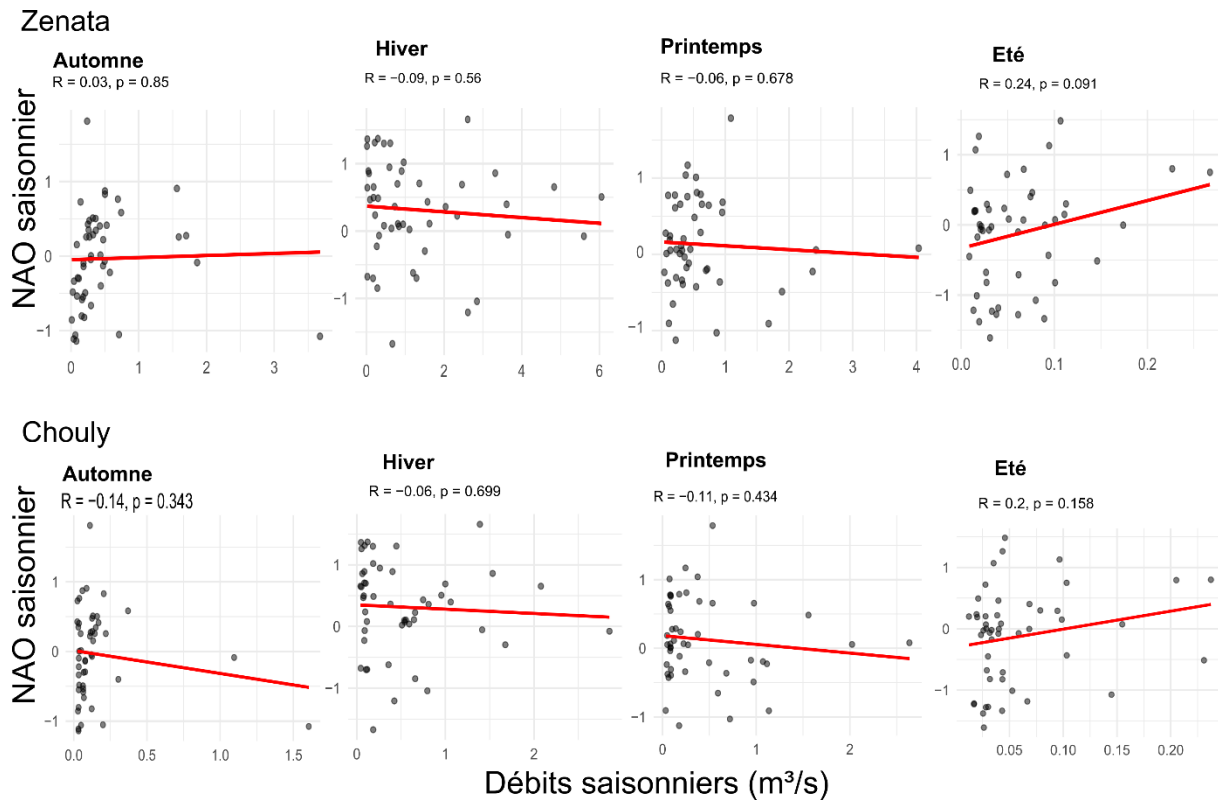 Zenata
Automne
R = 0.03, p = 0.85
Hiver
R = −0.09, p = 0.56
Printemps
R = −0.06, p = 0.678
Eté
R = 0.24, p = 0.091
NAO saisonnier
1
0
−1
0 1 2 3
1
0
−1
0 2 4 6
1
0
−1
0 1 2 3 4
1
0
−1
0.0 0.1 0.2
Chouly
Automne
R = −0.14, p = 0.343
Hiver
R = −0.06, p = 0.699
Printemps
R = −0.11, p = 0.434
Eté
R = 0.2, p = 0.158
NAO saisonnier
1
0
−1
0.0 0.5 1.0 1.5
1
0
−1
0 1 2
1
0
−1
0 1 2
1
0
−1
0.05 0.10 0.15 0.20
Débits saisonniers (m³/s)